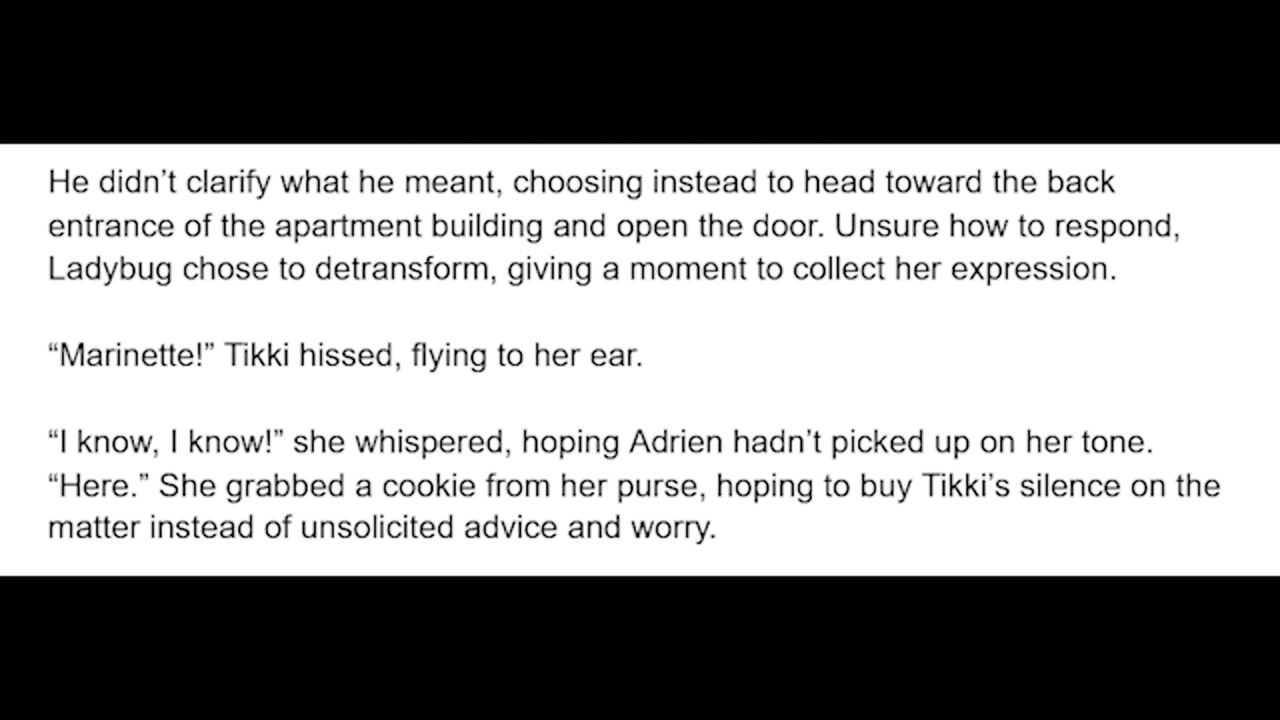 He didn’t clarify what he meant, choosing instead to head toward the back
entrance of the apartment building and open the door. Unsure how to respond,
Ladybug chose to detransform, giving a moment to collect her expression.
“Marinette!” Tikki hissed, flying to her ear.
“I know, I know!” she whispered, hoping Adrien hadn’t picked up on her tone.
“Here.” She grabbed a cookie from her purse, hoping to buy Tikki’s silence on the
matter instead of unsolicited advice and worry.